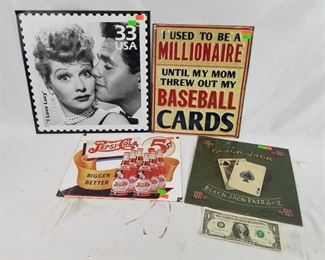 33
USA
I Love Lucy
I USED TO BE A
MILLIONAIRE
UNTIL MY MOM
THREW OUT MY
BASEBALL
CARDS
PEPSI-COLA
5¢
BIGGER
BETTER
BLACK JACK
BLACK JACK PAYS 3 to 2